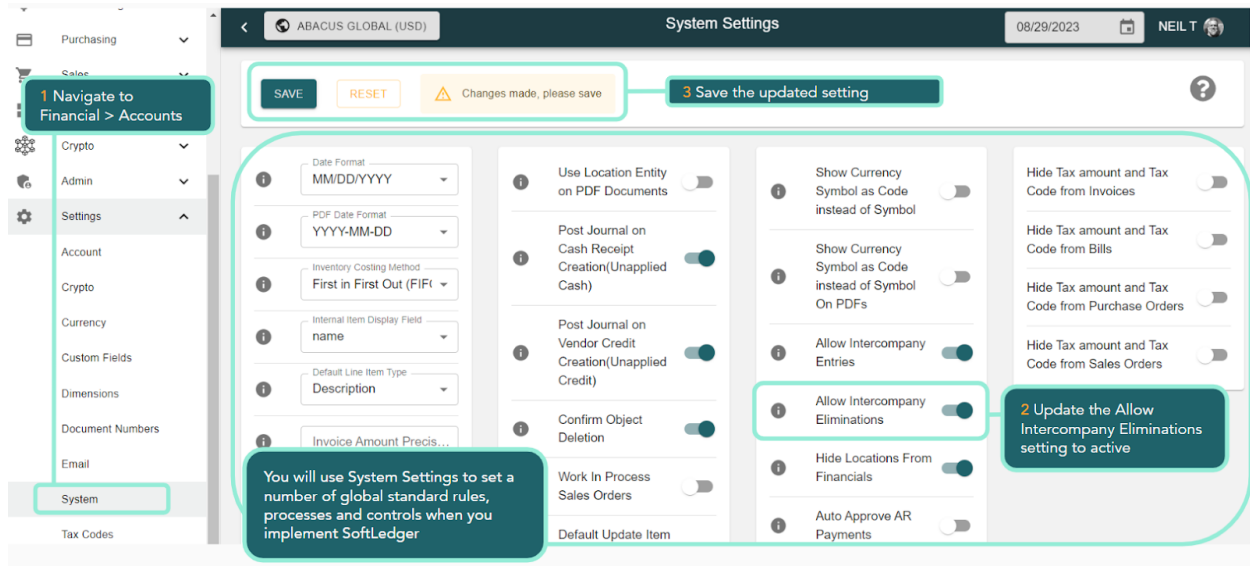 ABACUS GLOBAL (USD)
System Settings
08/29/2023
NEIL T
Purchasing
Sales
1 Navigate to
Financial > Accounts
Crypto
Admin
Settings
Account
Crypto
Currency
Custom Fields
Dimensions
Document Numbers
Email
System
Tax Codes
SAVE
RESET
Changes made, please save
3 Save the updated setting
Date Format
MM/DD/YYYY
PDF Date Format
YYYY-MM-DD
Inventory Costing Method
First in First Out (FIF
Internal Item Display Field
name
Default Line Item Type
Description
Invoice Amount Precis...
You will use System Settings to set a
number of global standard rules,
processes and controls when you
implement SoftLedger
Use Location Entity
on PDF Documents
Post Journal on
Cash Receipt
Creation(Unapplied
Cash)
Post Journal on
Vendor Credit
Creation(Unapplied
Credit)
Confirm Object
Deletion
Work In Process
Sales Orders
Default Update Item
Show Currency
Symbol as Code
instead of Symbol
Show Currency
Symbol as Code
instead of Symbol
On PDFs
Allow Intercompany
Entries
Allow Intercompany
Eliminations
Hide Locations From
Financials
Auto Approve AR
Payments
Hide Tax amount and Tax
Code from Invoices
Hide Tax amount and Tax
Code from Bills
Hide Tax amount and Tax
Code from Purchase Orders
Hide Tax amount and Tax
Code from Sales Orders
2 Update the Allow
Intercompany Eliminations
setting to active